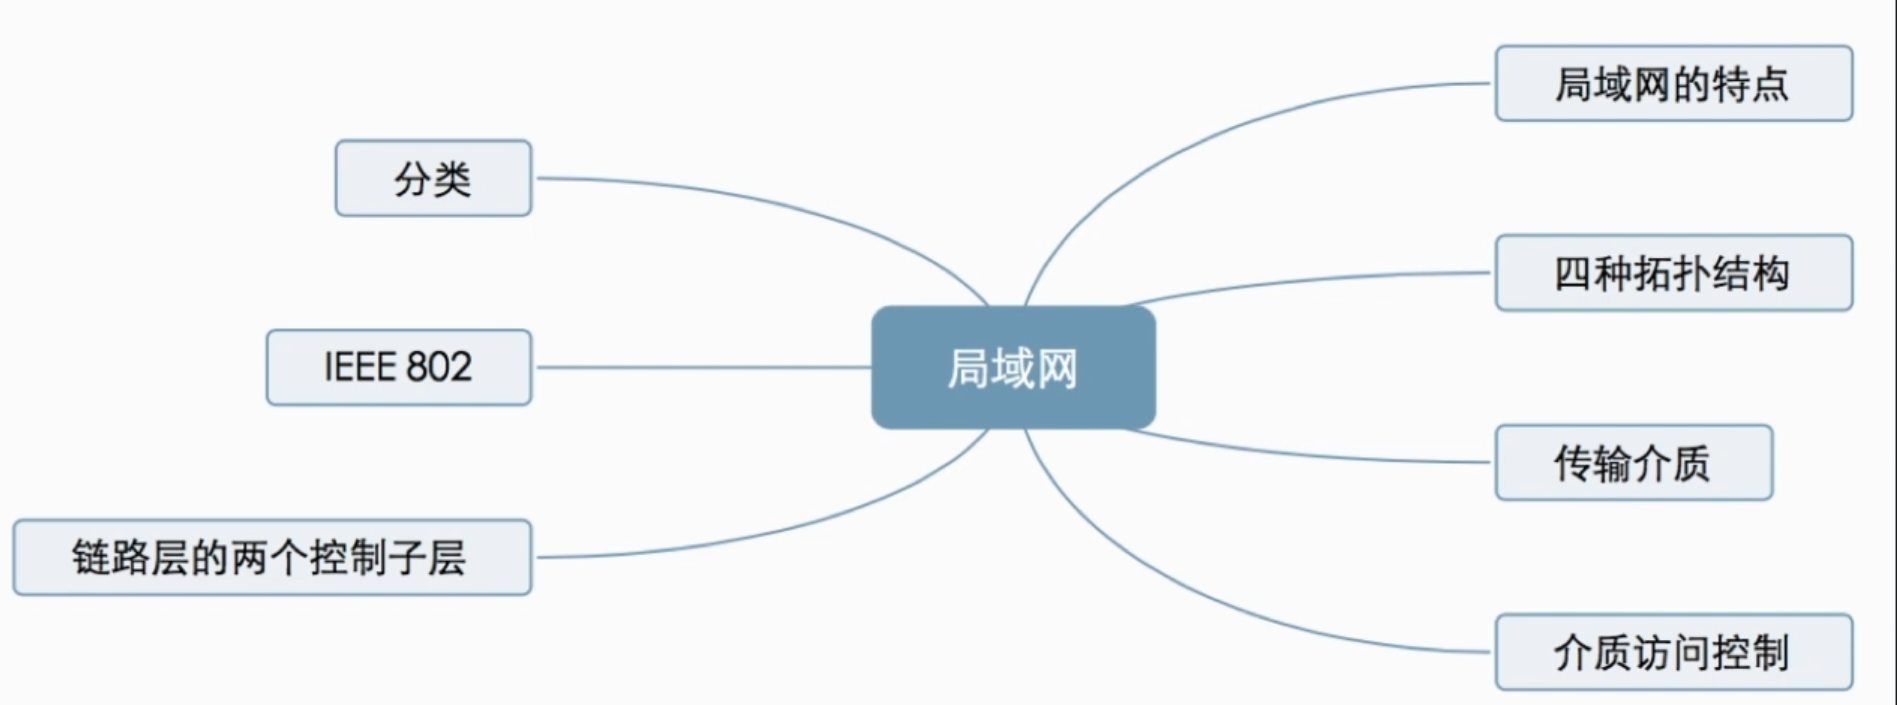 局域网的特点
分类
四种拓扑结构
IEEE 802
局域网
传输介质
链路层的两个控制子层
介质访问控制